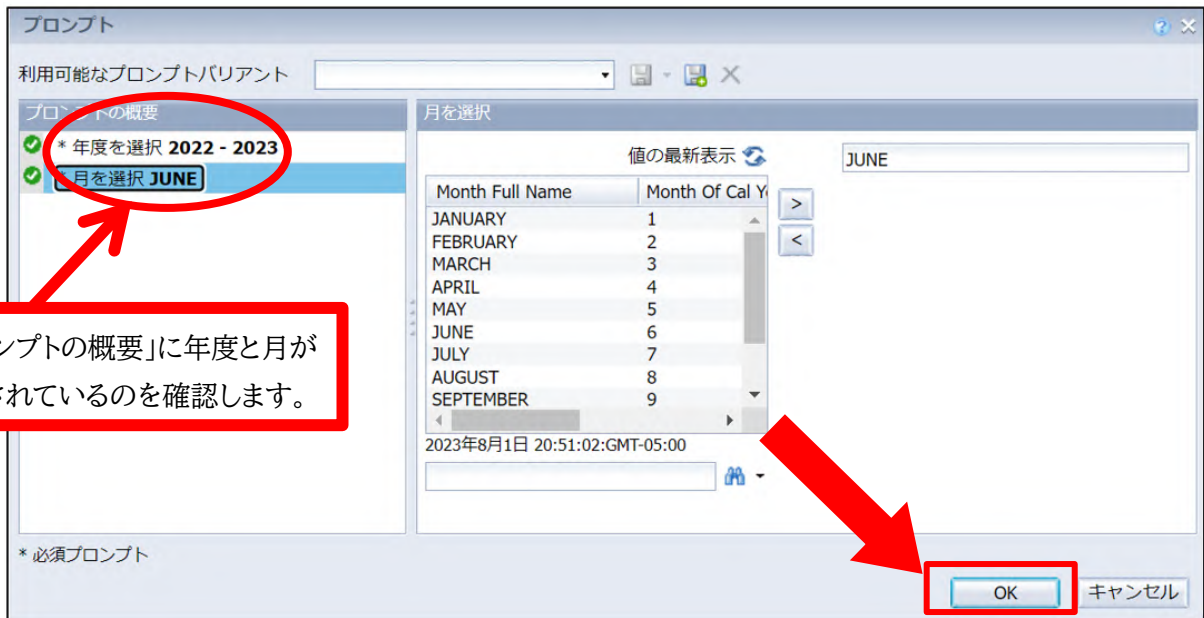 プロンプト
利用可能なプロンプトバリアント
プロンプトの概要
* 年度を選択 2022 - 2023
* 月を選択 JUNE
ンプトの概要」に年度と月が
されているのを確認します。
* 必須プロンプト
月を選択
値の最新表示
Month Full Name Month Of Cal Y
JANUARY 1
FEBRUARY 2
MARCH 3
APRIL 4
MAY 5
JUNE 6
JULY 7
AUGUST 8
SEPTEMBER 9
2023年8月1日 20:51:02:GMT-05:00
>
<
JUNE
OK キャンセル